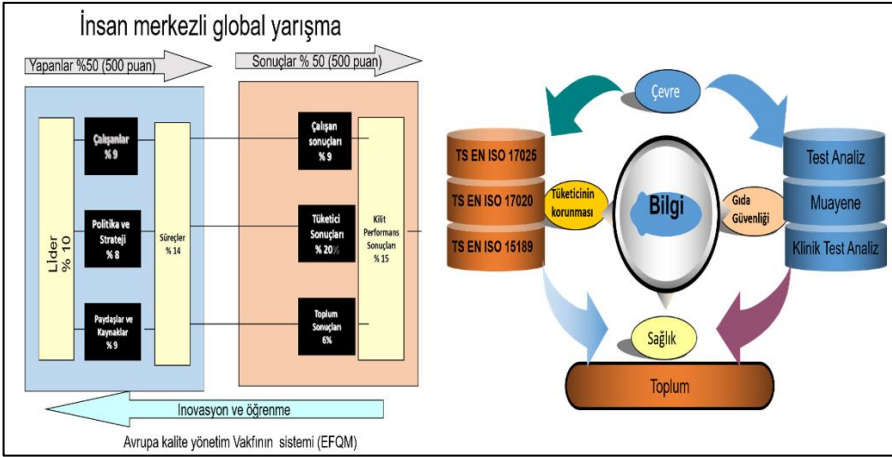 İnsan merkezli global yarışma
Yapanlar %50 (500 puan)
Sonuçlar % 50 (500 puan)
Lider
% 10
Çalışanlar
% 9
Politika ve
Strateji
% 8
Paydaşlar ve
Kaynaklar
% 9
Süreçler
% 14
Çalışan
sonuçları
% 9
Tüketici
Sonuçları
% 20%
Toplum
Sonuçları
6%
Kilit
Performans
Sonuçları
% 15
Inovasyon ve öğrenme
Avrupa kalite yönetim Vakfının sistemi (EFQM)
Çevre
TS EN ISO 17025
TS EN ISO 17020
TS EN ISO 15189
Tüketicinin
korunması
Bilgi
Gıda
Güvenliği
Test Analiz
Muayene
Klinik Test Analiz
Sağlık
Toplum